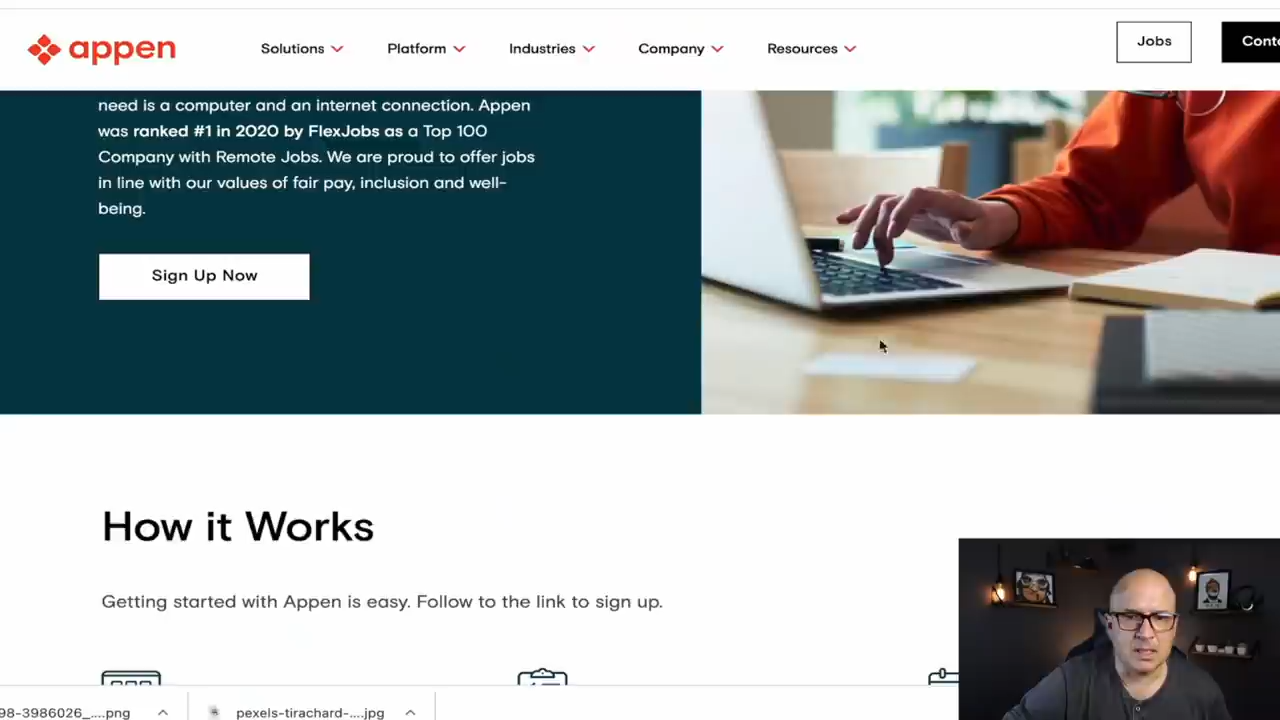 appen
Solutions
Platform
Industries
Company
Resources
Jobs
need is a computer and an internet connection. Appen
was ranked #1 in 2020 by FlexJobs as a Top 100
Company with Remote Jobs. We are proud to offer jobs
in line with our values of fair pay, inclusion and well-
being.
Sign Up Now
How it Works
Getting started with Appen is easy. Follow to the link to sign up.
98-3986026_....png
pexels-tirachard-....jpg